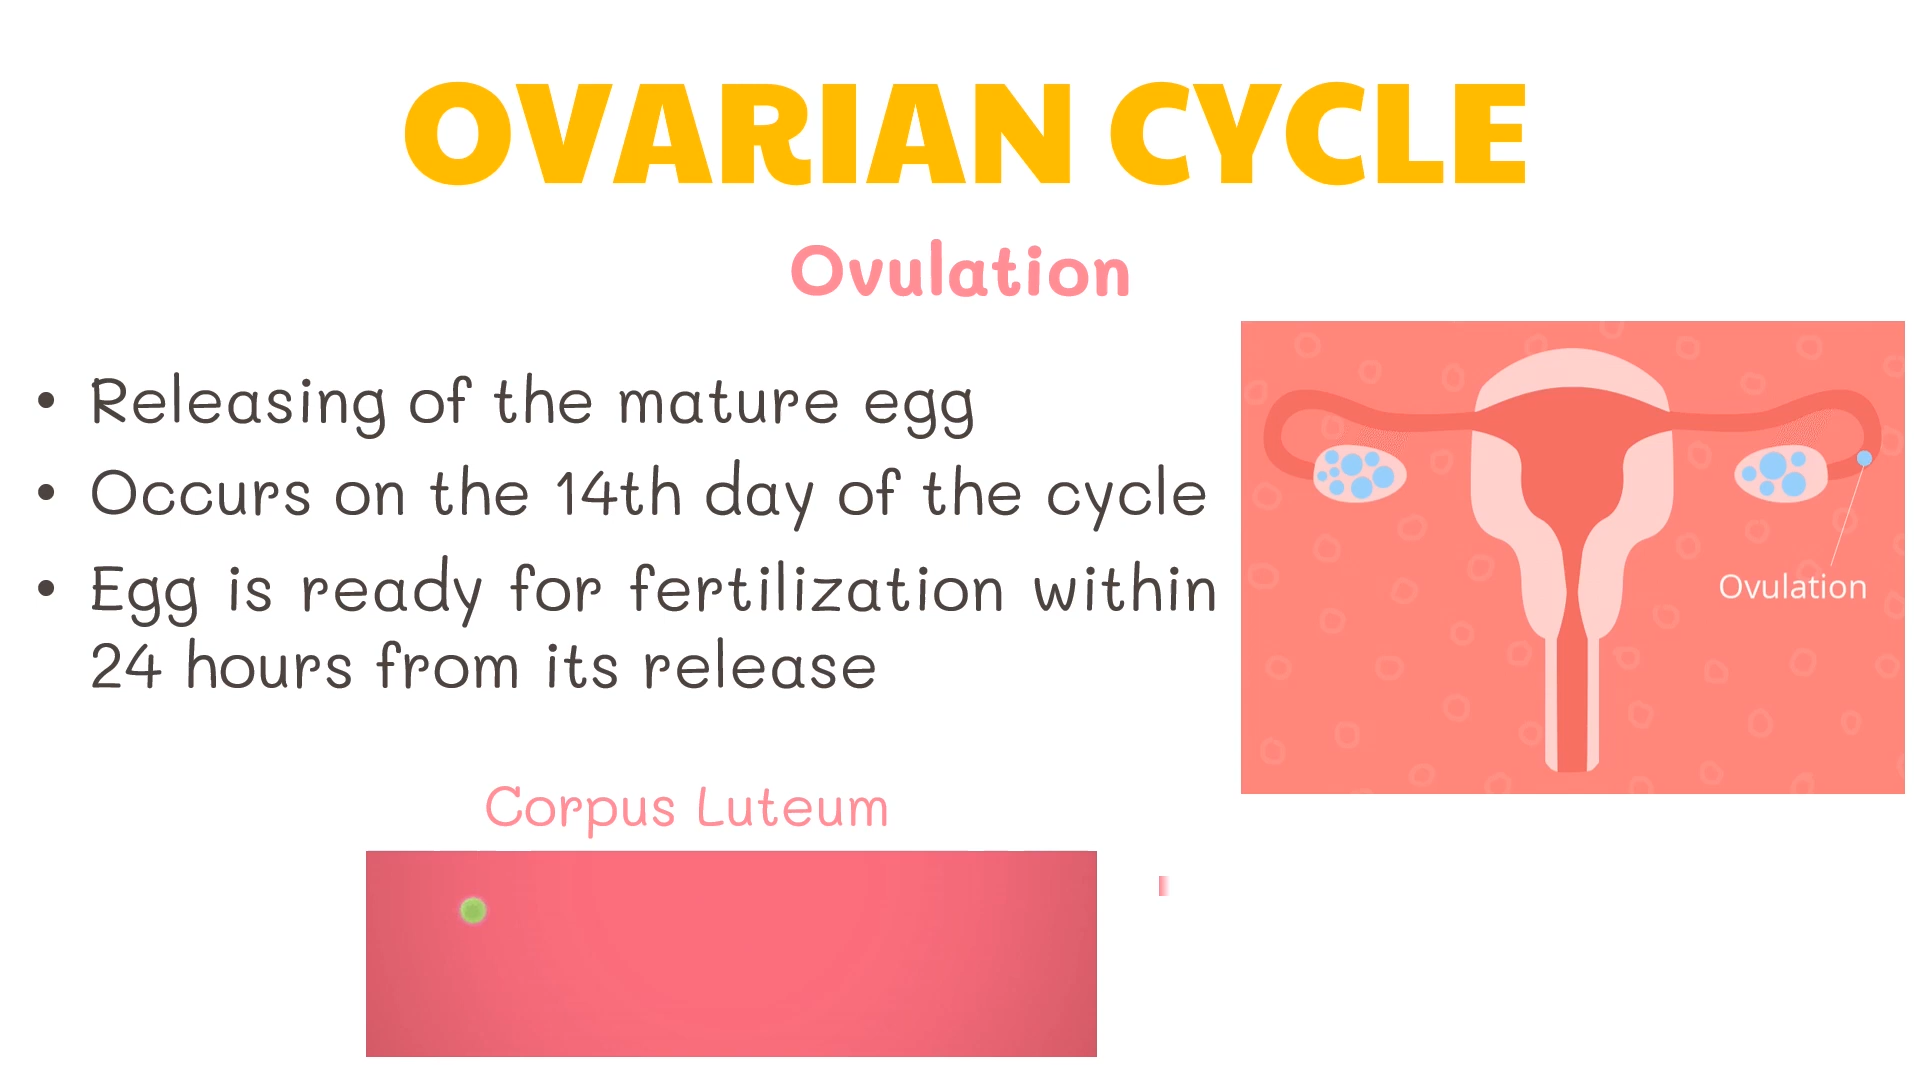 OVARIAN CYCLE
Ovulation
• Releasing of the mature egg
• Occurs on the 14th day of the cycle
• Egg is ready for fertilization within
24 hours from its release
Ovulation
Corpus Luteum